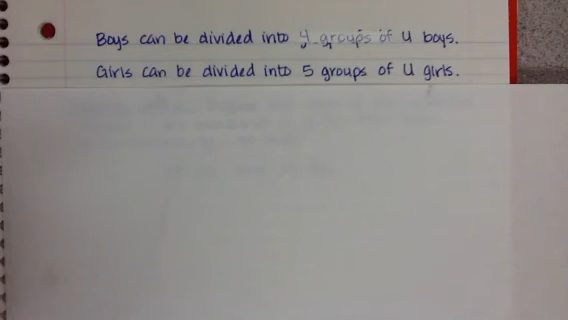 Boys can be divided into 4 groups of 4 boys.
Girls can be divided into 5 groups of 4 girls.